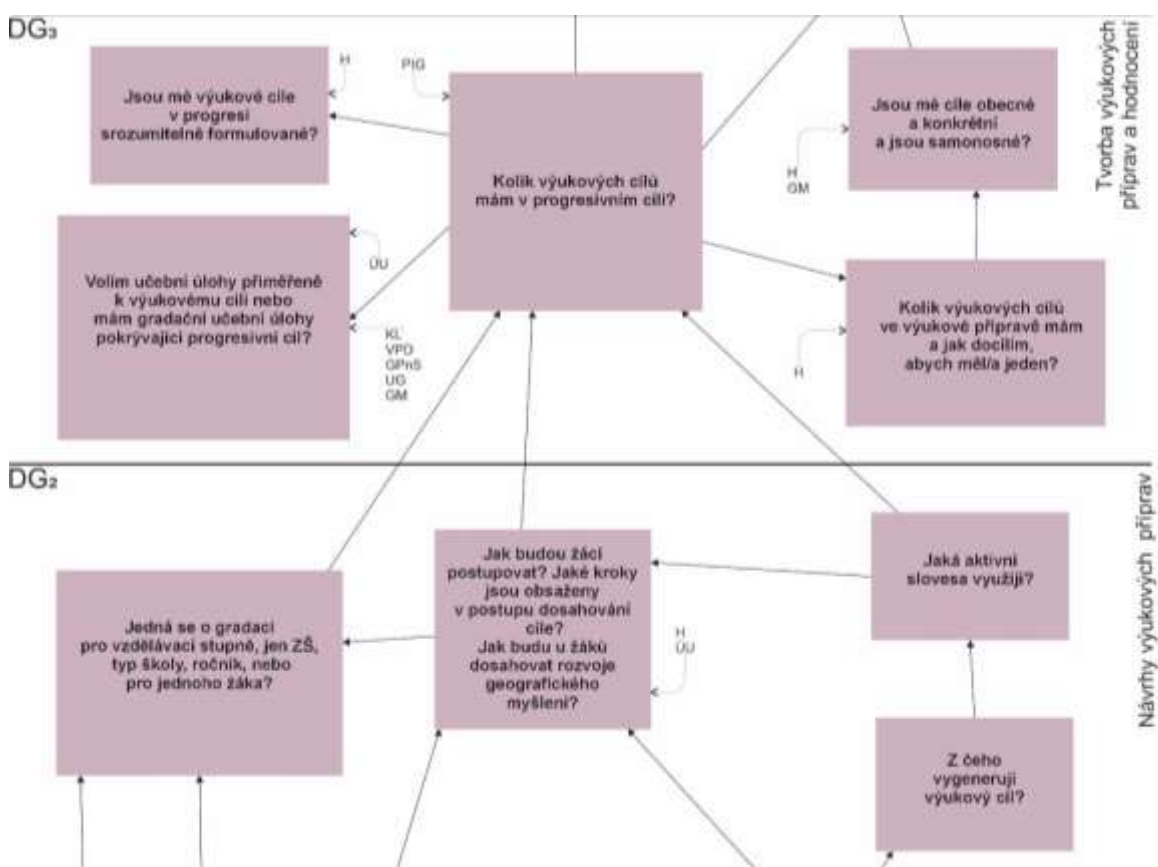 DG₃
Jsou mé výukové cíle
v progresi
srozumitelně formulované?
H
PIG
Kolik výukových cílů
mám v progresivním cíli?
Jsou mé cíle obecné
a konkrétní
a jsou samonosné?
H
GM
Tvorba výukových
příprav a hodnocení
Volím učební úlohy přiměřeně
k výukovému cíli nebo
mám gradační učební úlohy
pokrývající progresivní cíl?
ÚU
KL
VPD
GPnS
UG
GM
Kolik výukových cílů
ve výukové přípravě mám
a jak docílím,
abych měl/a jeden?
H
DG₂
Návrhy výukových příprav
Jedná se o gradaci
pro vzdělávací stupně, jen ZŠ,
typ školy, ročník, nebo
pro jednoho žáka?
Jak budou žáci
postupovat? Jaké kroky
jsou obsaženy
v postupu dosahování
cíle?
Jak budu u žáků
dosahovat rozvoje
geografického
myšlení?
H
ÚU
Jaká aktivní
slovesa využiji?
Z čeho
vygeneruji
výukový cíl?